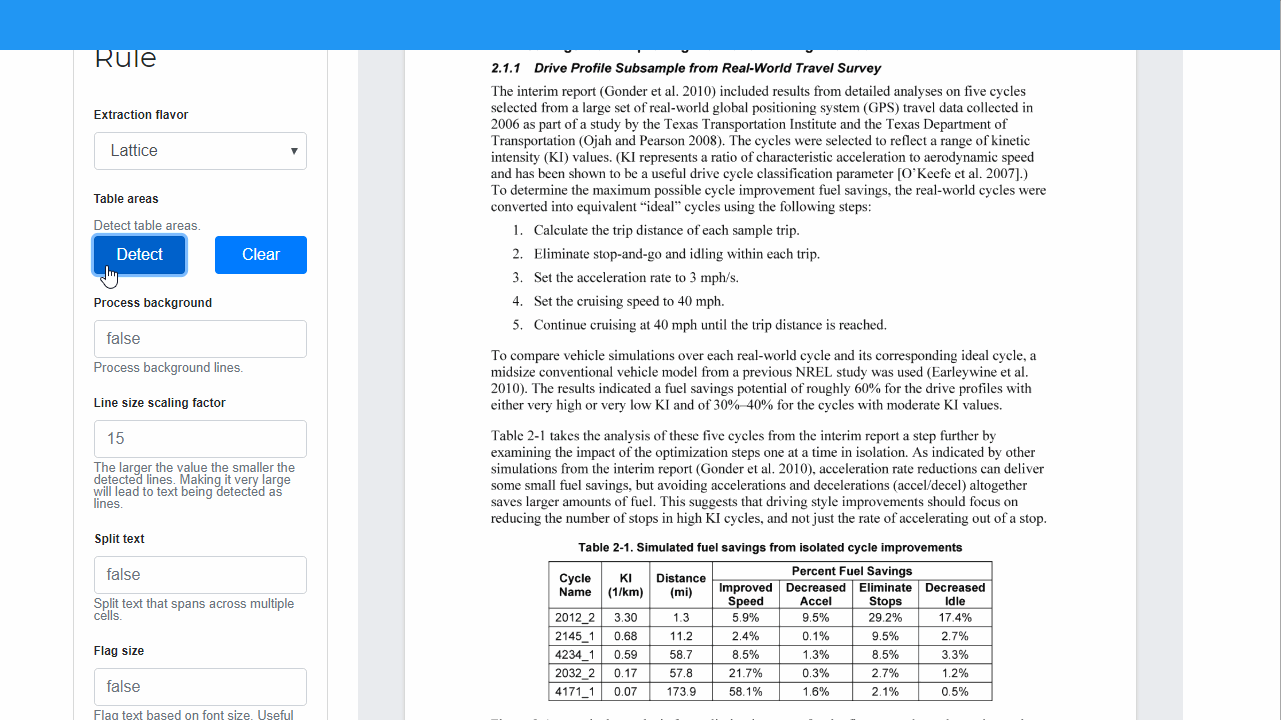 Rule
Extraction flavor
Lattice
Table areas
Detect table areas.
Detect Clear
Process background
false
Process background lines.
Line size scaling factor
15
The larger the value the smaller the
detected lines. Making it very large
will lead to text being detected as
lines.
Split text
false
Split text that spans across multiple
cells.
Flag size
false
Flag text based on font size. Useful
2.1.1 Drive Profile Subsample from Real-World Travel Survey
The interim report (Gonder et al. 2010) included results from detailed analyses on five cycles
selected from a large set of real-world global positioning system (GPS) travel data collected in
2006 as part of a study by the Texas Transportation Institute and the Texas Department of
Transportation (Ojah and Pearson 2008). The cycles were selected to reflect a range of kinetic
intensity (KI) values. (KI represents a ratio of characteristic acceleration to aerodynamic speed
and has been shown to be a useful drive cycle classification parameter [O’Keefe et al. 2007].)
To determine the maximum possible cycle improvement fuel savings, the real-world cycles were
converted into equivalent “ideal” cycles using the following steps:
1. Calculate the trip distance of each sample trip.
2. Eliminate stop-and-go and idling within each trip.
3. Set the acceleration rate to 3 mph/s.
4. Set the cruising speed to 40 mph.
5. Continue cruising at 40 mph until the trip distance is reached.
To compare vehicle simulations over each real-world cycle and its corresponding ideal cycle, a
midsize conventional vehicle model from a previous NREL study was used (Earleywine et al.
2010). The results indicated a fuel savings potential of roughly 60% for the drive profiles with
either very high or very low KI and of 30%–40% for the cycles with moderate KI values.
Table 2-1 takes the analysis of these five cycles from the interim report a step further by
examining the impact of the optimization steps one at a time in isolation. As indicated by other
simulations from the interim report (Gonder et al. 2010), acceleration rate reductions can deliver
some small fuel savings, but avoiding accelerations and decelerations (accel/decel) altogether
saves larger amounts of fuel. This suggests that driving style improvements should focus on
reducing the number of stops in high KI cycles, and not just the rate of accelerating out of a stop.
Table 2-1. Simulated fuel savings from isolated cycle improvements
Cycle Name KI (1/km) Distance (mi) Percent Fuel Savings
Improved Speed Decreased Accel Eliminate Stops Decreased Idle
2012_2 3.30 1.3 5.9% 9.5% 29.2% 17.4%
2145_1 0.68 11.2 2.4% 0.1% 9.5% 2.7%
4234_1 0.59 58.7 8.5% 1.3% 8.5% 3.3%
2032_2 0.17 57.8 21.7% 0.3% 2.7% 1.2%
4171_1 0.07 173.9 58.1% 1.6% 2.1% 0.5%